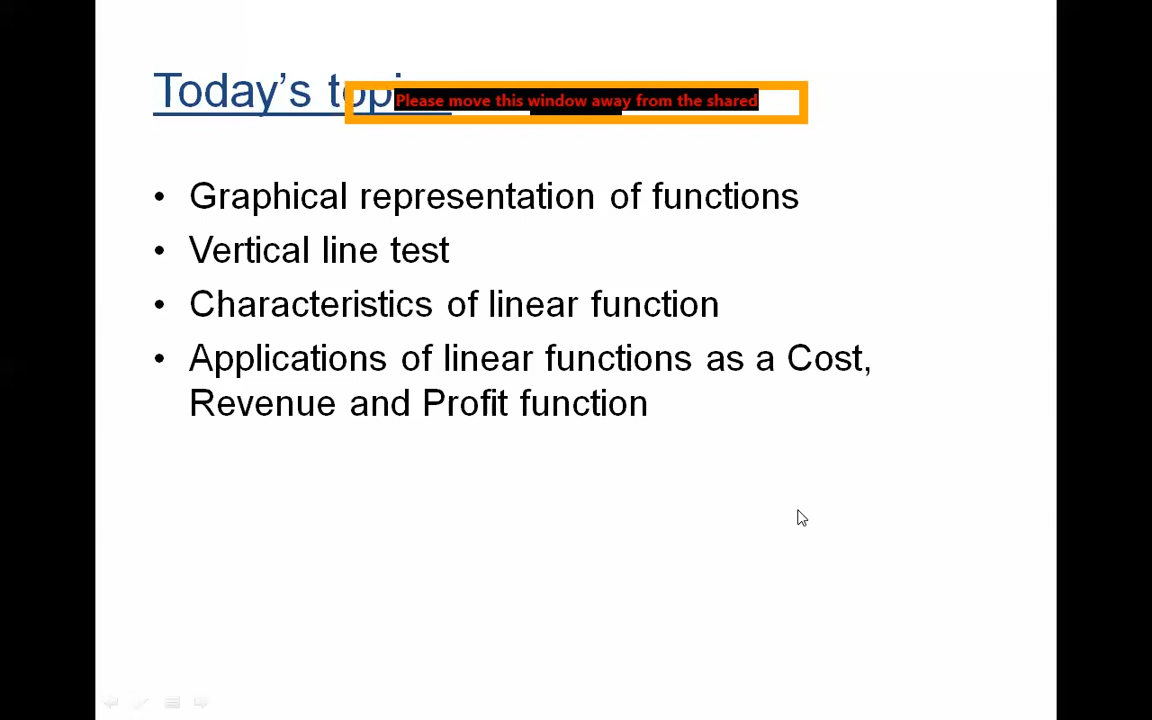 Today's topi
Please move this window away from the shared
• Graphical representation of functions
• Vertical line test
• Characteristics of linear function
• Applications of linear functions as a Cost,
Revenue and Profit function